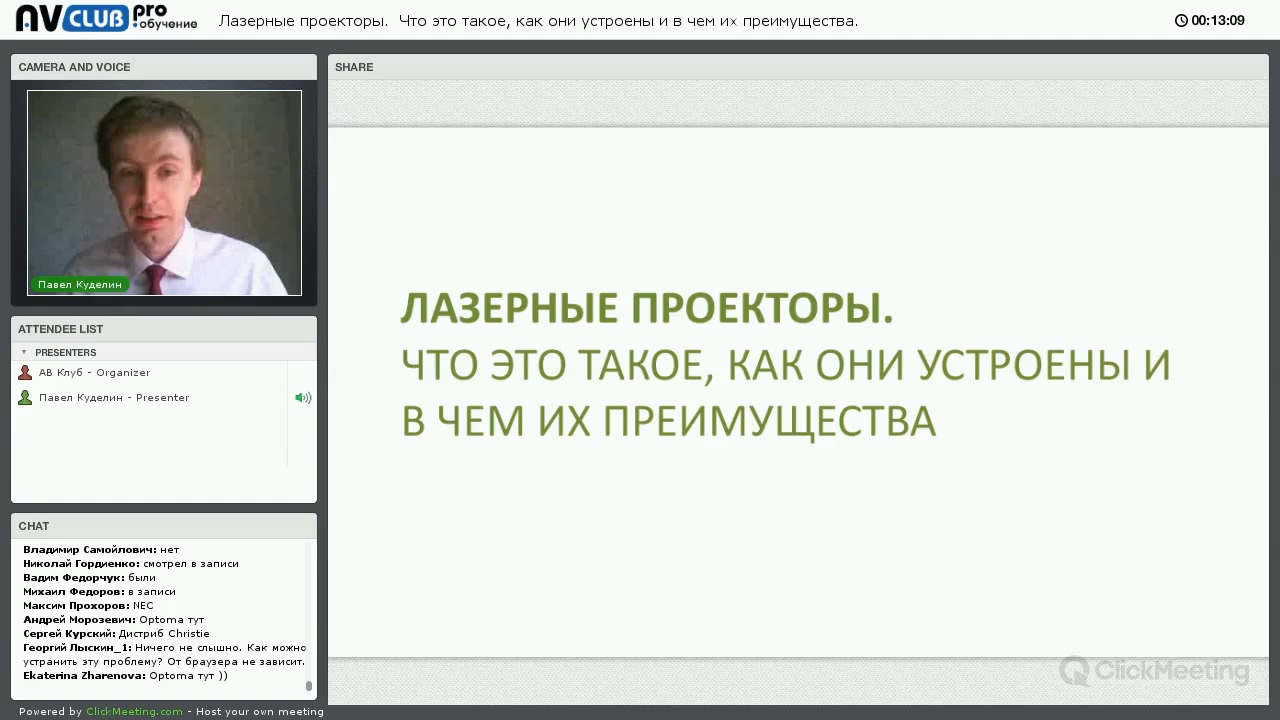 AVCLUBpro
.обучение
Лазерные проекторы. Что это такое, как они устроены и в чем их преимущества.
00:13:09
CAMERA AND VOICE
Павел Куделин
ATTENDEE LIST
PRESENTERS
АВ Клуб - Organizer
Павел Куделин - Presenter
CHAT
Владимир Самойлович: нет
Николай Гордиенко: смотрел в записи
Вадим Федорчук: были
Михаил Федоров: в записи
Максим Прохоров: NEC
Андрей Морозевич: Optoma тут
Сергей Курский: Дистриб Christie
Георгий Лыскин_1: Ничего не слышно. Как можно
устранить эту проблему? От браузера не зависит.
Ekaterina Zharenova: Optoma тут ))
SHARE
ЛАЗЕРНЫЕ ПРОЕКТОРЫ.
ЧТО ЭТО ТАКОЕ, КАК ОНИ УСТРОЕНЫ И
В ЧЕМ ИХ ПРЕИМУЩЕСТВА
ClickMeeting
Powered by ClickMeeting.com - Host your own meeting